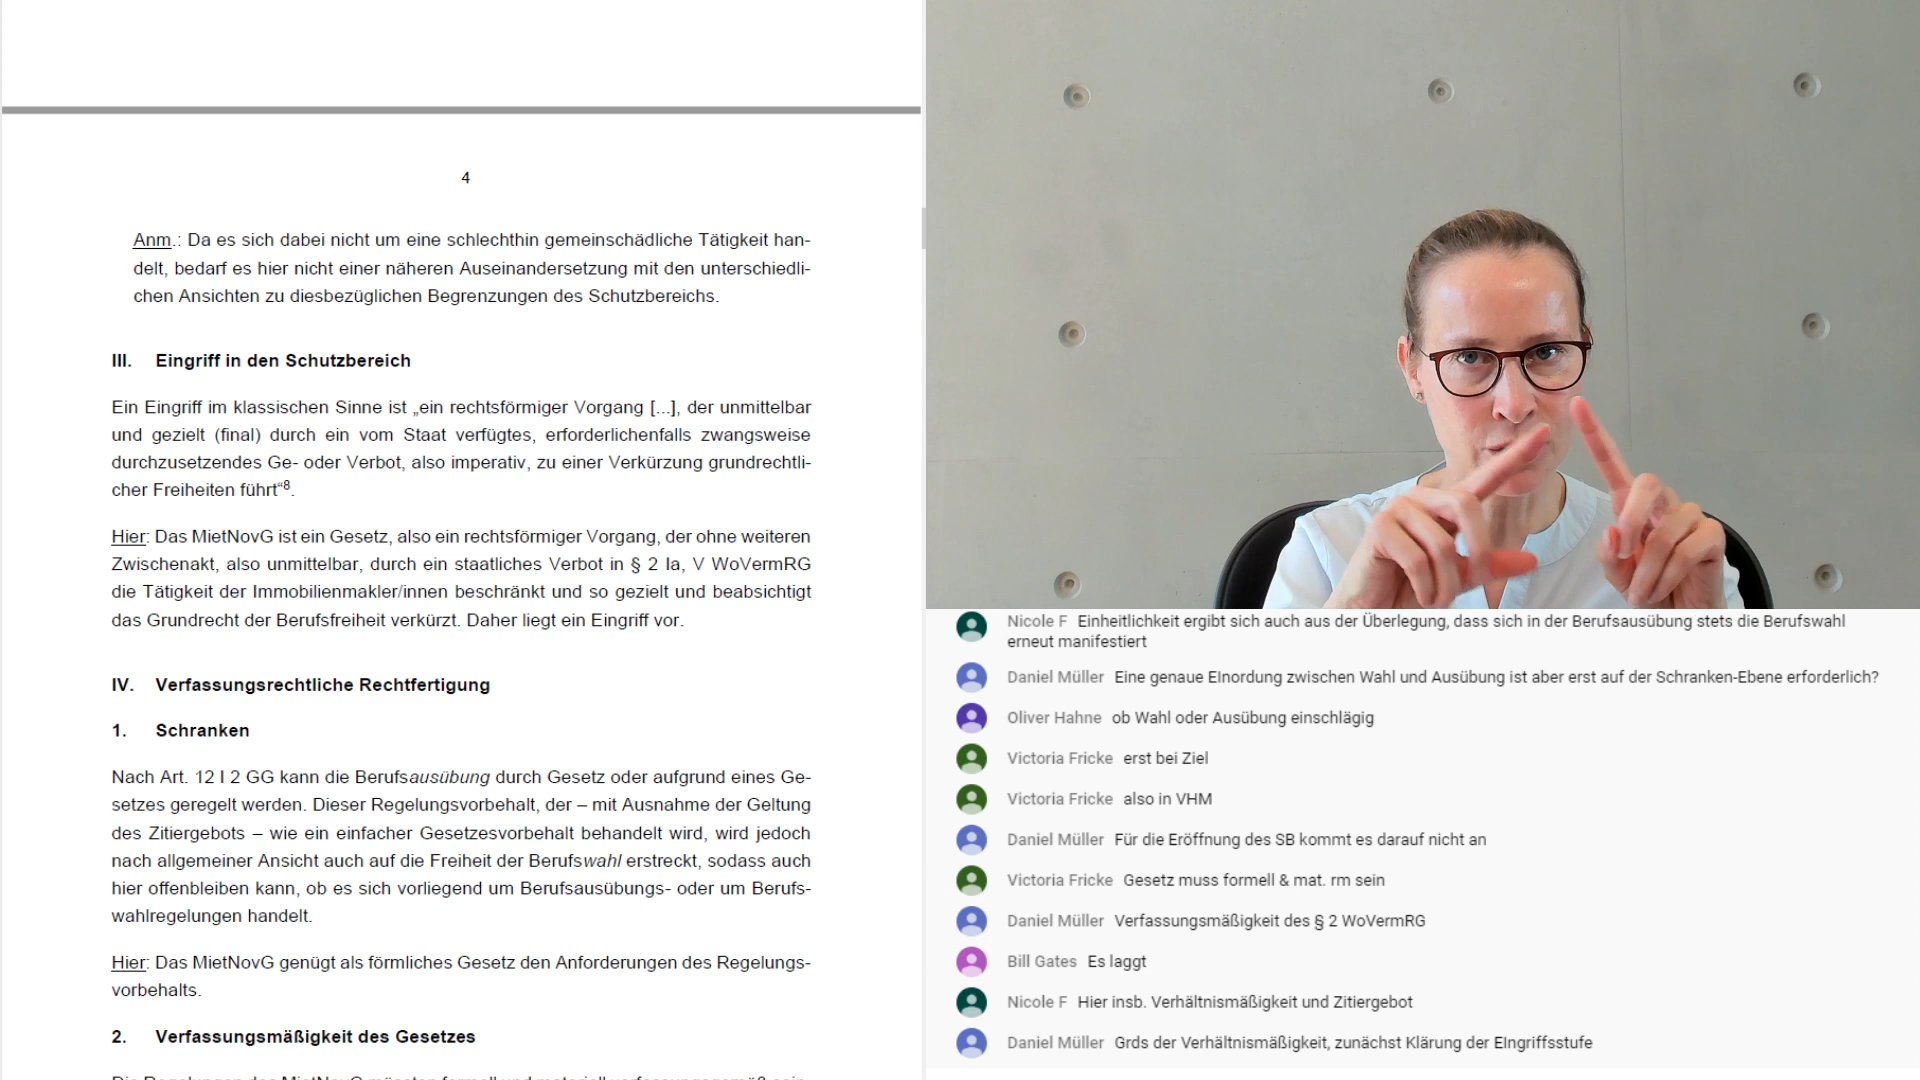 4
Anm.: Da es sich dabei nicht um eine schlechthin gemeinschädliche Tätigkeit han-
delt, bedarf es hier nicht einer näheren Auseinandersetzung mit den unterschiedli-
chen Ansichten zu diesbezüglichen Begrenzungen des Schutzbereichs.
III. Eingriff in den Schutzbereich
Ein Eingriff im klassischen Sinne ist „ein rechtsförmiger Vorgang [...], der unmittelbar
und gezielt (final) durch ein vom Staat verfügtes, erforderlichenfalls zwangsweise
durchzusetzendes Ge- oder Verbot, also imperativ, zu einer Verkürzung grundrechtli-
cher Freiheiten führt“8.
Hier: Das MietNovG ist ein Gesetz, also ein rechtsförmiger Vorgang, der ohne weiteren
Zwischenakt, also unmittelbar, durch ein staatliches Verbot in § 2 Ia, V WoVermRG
die Tätigkeit der Immobilienmakler/innen beschränkt und so gezielt und beabsichtigt
das Grundrecht der Berufsfreiheit verkürzt. Daher liegt ein Eingriff vor.
IV. Verfassungsrechtliche Rechtfertigung
1. Schranken
Nach Art. 12 I 2 GG kann die Berufsausübung durch Gesetz oder aufgrund eines Ge-
setzes geregelt werden. Dieser Regelungsvorbehalt, der – mit Ausnahme der Geltung
des Zitiergebots – wie ein einfacher Gesetzesvorbehalt behandelt wird, wird jedoch
nach allgemeiner Ansicht auch auf die Freiheit der Berufswahl erstreckt, sodass auch
hier offenbleiben kann, ob es sich vorliegend um Berufsausübungs- oder um Berufs-
wahlregelungen handelt.
Hier: Das MietNovG genügt als förmliches Gesetz den Anforderungen des Regelungs-
vorbehalts.
2. Verfassungsmäßigkeit des Gesetzes
Die Regelungen des MietNovG müssten formell und materiell verfassungsgemäß sein.
Nicole F Einheitlichkeit ergibt sich auch aus der Überlegung, dass sich in der Berufsausübung stets die Berufswahl
erneut manifestiert
Daniel Müller Eine genaue EInordung zwischen Wahl und Ausübung ist aber erst auf der Schranken-Ebene erforderlich?
Oliver Hahne ob Wahl oder Ausübung einschlägig
Victoria Fricke erst bei Ziel
Victoria Fricke also in VHM
Daniel Müller Für die Eröffnung des SB kommt es darauf nicht an
Victoria Fricke Gesetz muss formell & mat. rm sein
Daniel Müller Verfassungsmäßigkeit des § 2 WoVermRG
Bill Gates Es laggt
Nicole F Hier insb. Verhältnismäßigkeit und Zitiergebot
Daniel Müller Grds der Verhältnismäßigkeit, zunächst Klärung der EIngriffsstufe